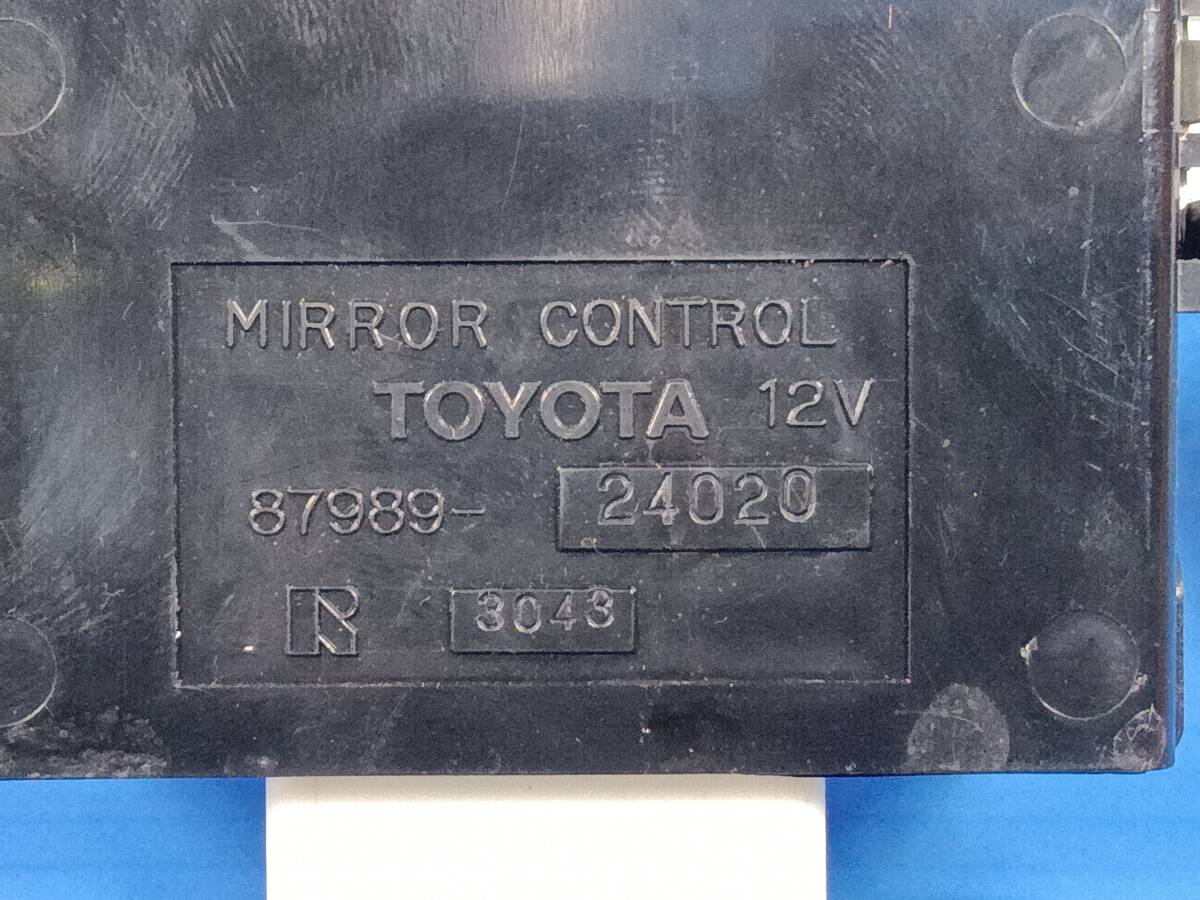 MIRROR CONTROL
TOYOTA 12V
87989- 24020
R 3043